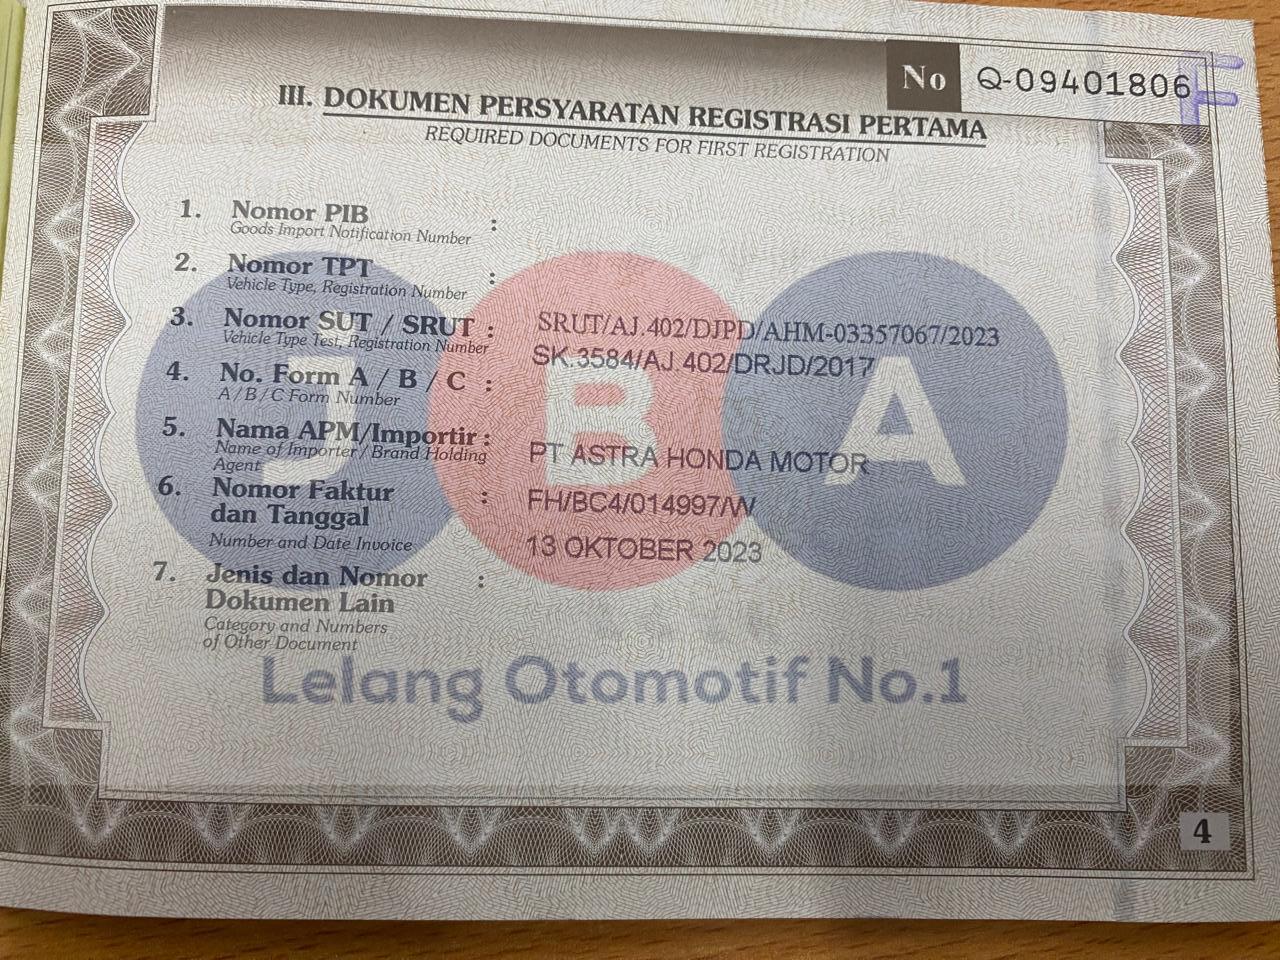 No Q-09401806
III. DOKUMEN PERSYARATAN REGISTRASI PERTAMA
REQUIRED DOCUMENTS FOR FIRST REGISTRATION
1. Nomor PIB :
Goods Import Notification Number
2. Nomor TPT :
Vehicle Type, Registration Number
3. Nomor SUT / SRUT : SRUT/AJ.402/DJPD/AHM-03357067/2023
Vehicle Type Test, Registration Number SK.3584/AJ.402/DRJD/2017
4. No. Form A / B / C :
A / B / C Form Number
5. Nama APM/Importir : PT ASTRA HONDA MOTOR
Name of Importer / Brand Holding
Agent
6. Nomor Faktur : FH/BC4/014997/W
dan Tanggal
Number and Date Invoice 13 OKTOBER 2023
7. Jenis dan Nomor :
Dokumen Lain
Category and Numbers
of Other Document
JBA
Lelang Otomotif No.1
4